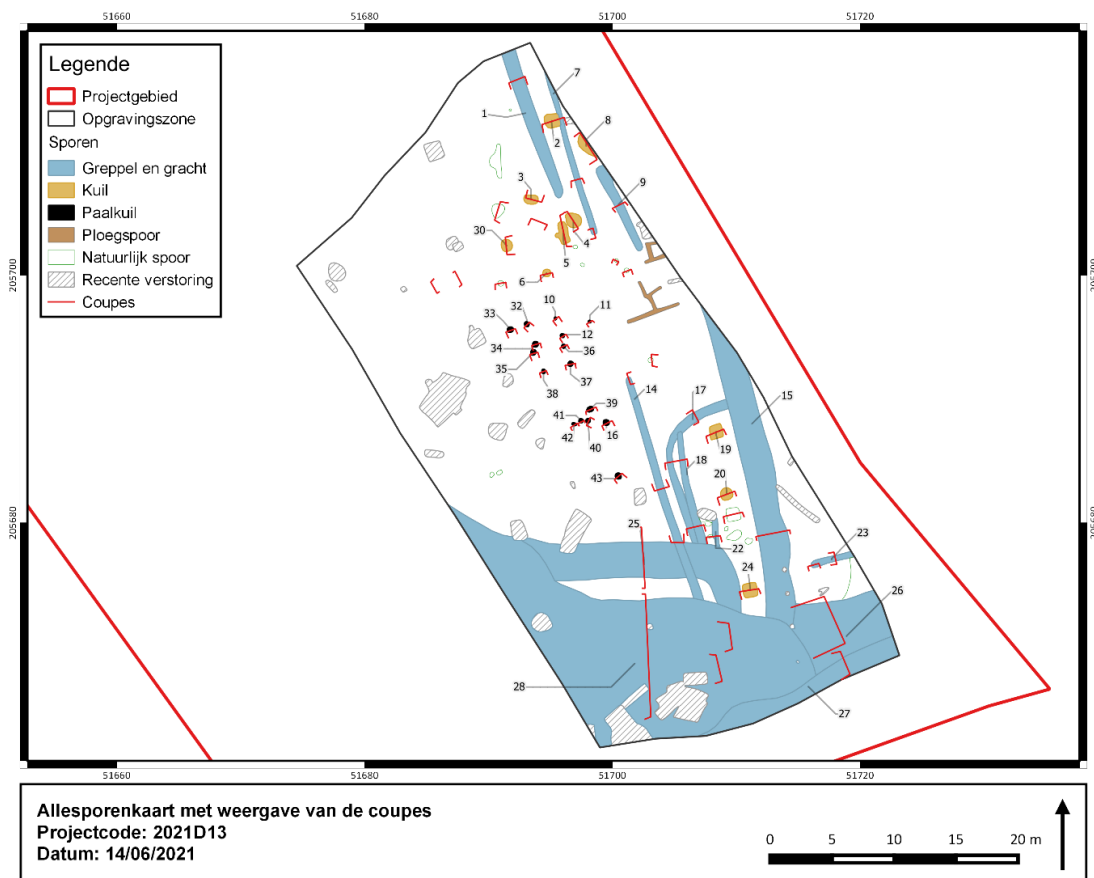 51660 51680 51700 51720
Legende
Projectgebied
Opgravingszone
Sporen
Greppel en gracht
Kuil
Paalkuil
Ploegspoor
Natuurlijk spoor
Recente verstoring
Coupes
7
1
2
8
3
9
30
4
5
6
205700
205700
10
11
32
33
12
34
36
35
37
38
14
17
15
39
41
42
40
16
18
19
43
20
205680
205680
25
22
23
24
26
28
27
51660 51680 51700 51720
Allesporenkaart met weergave van de coupes
Projectcode: 2021D13
Datum: 14/06/2021
0 5 10 15 20 m